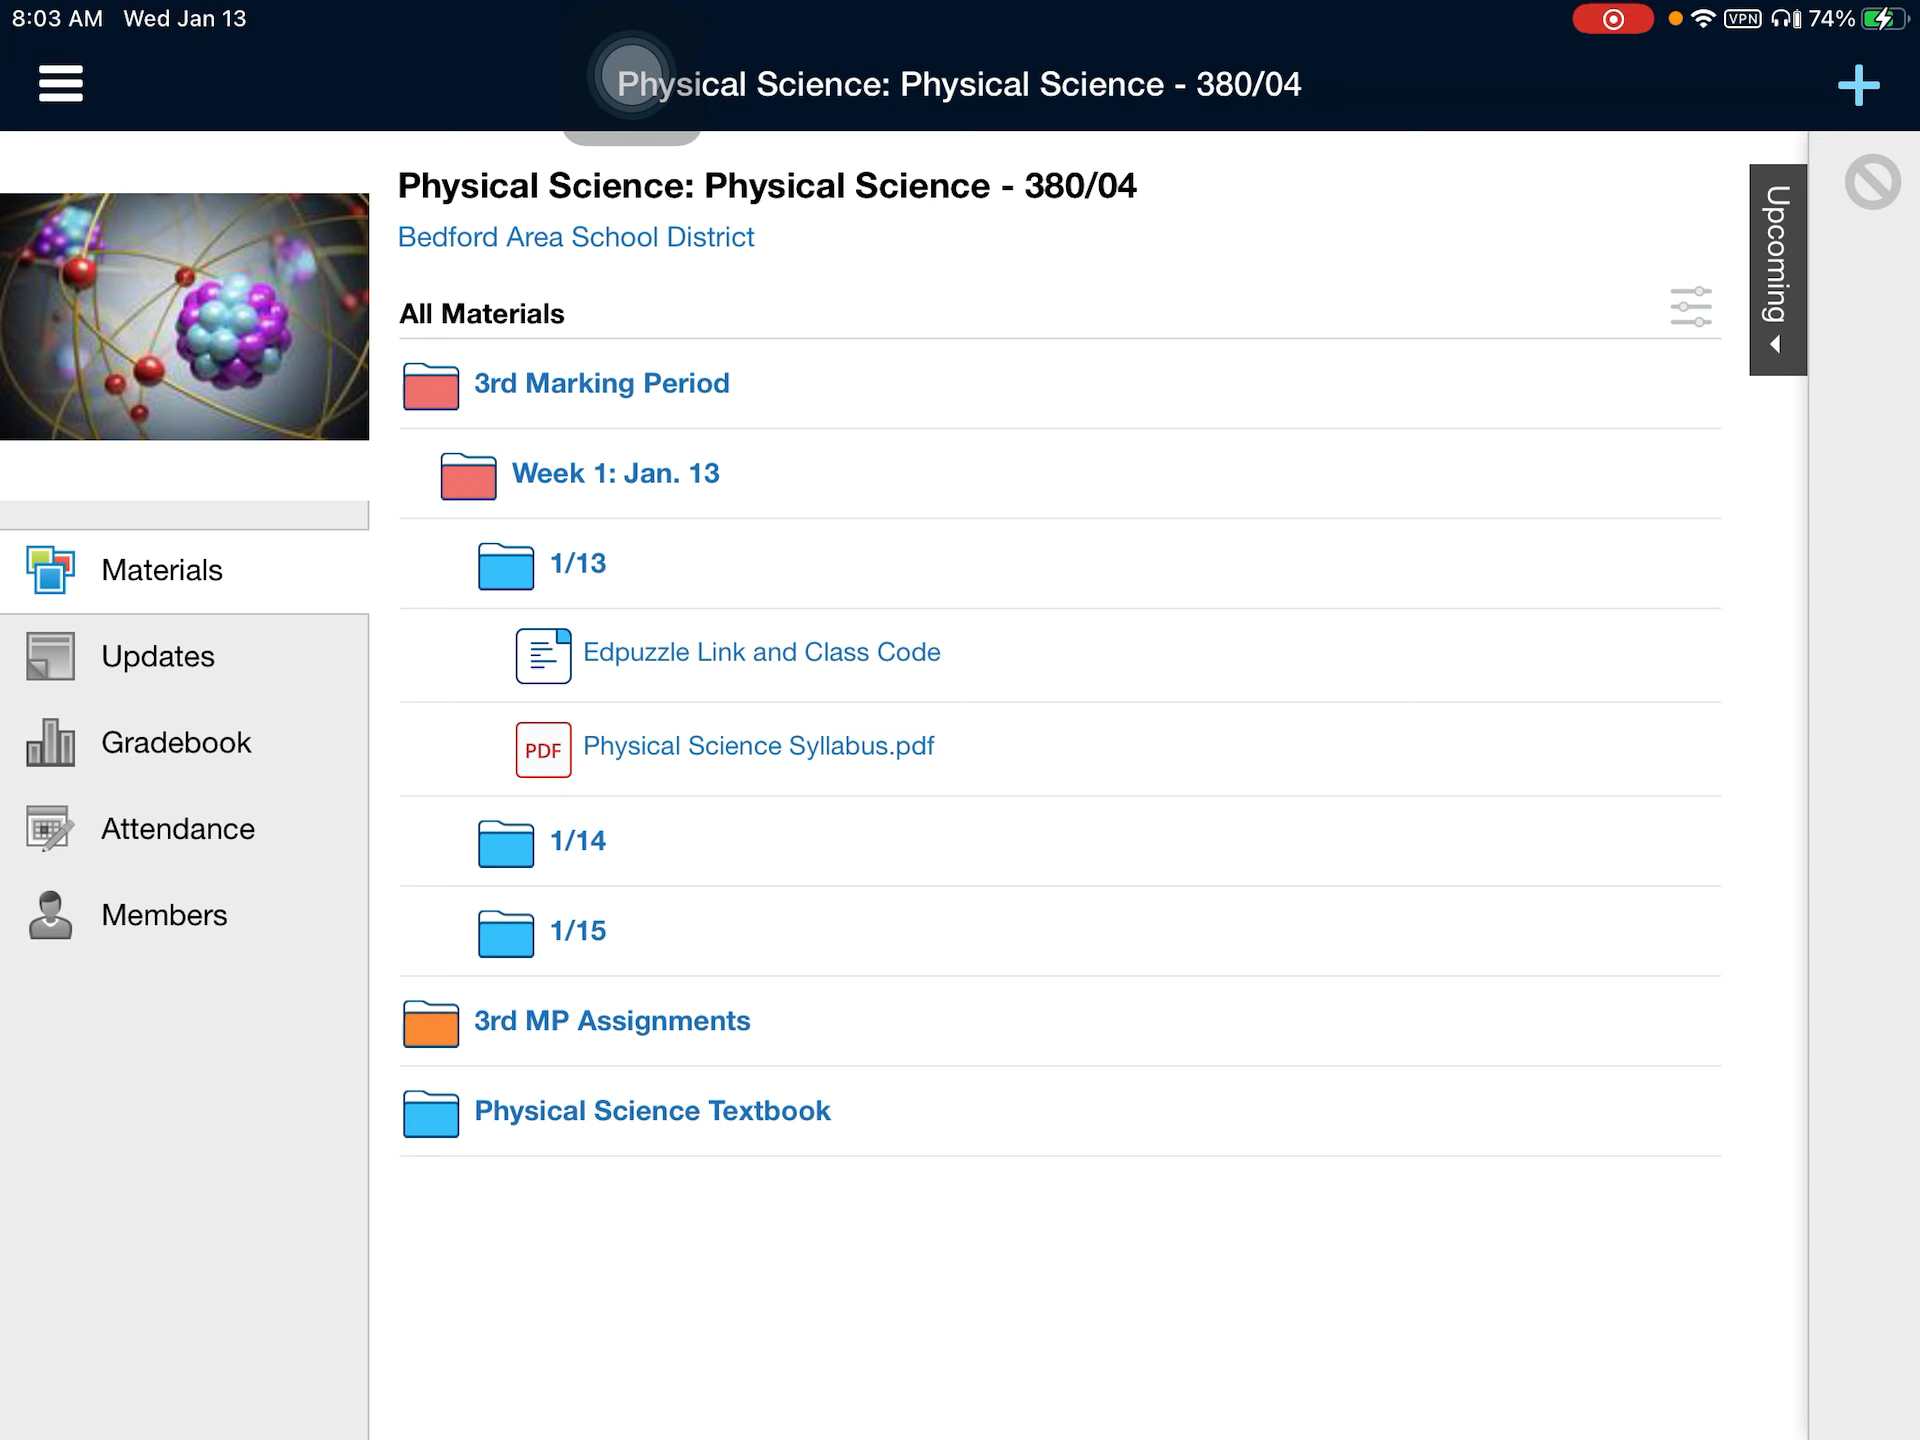 8:03 AM Wed Jan 13
VPN 74%
Physical Science: Physical Science - 380/04
Physical Science: Physical Science - 380/04
Bedford Area School District
Upcoming
All Materials
3rd Marking Period
Week 1: Jan. 13
1/13
Edpuzzle Link and Class Code
PDF Physical Science Syllabus.pdf
1/14
1/15
3rd MP Assignments
Physical Science Textbook
Materials
Updates
Gradebook
Attendance
Members